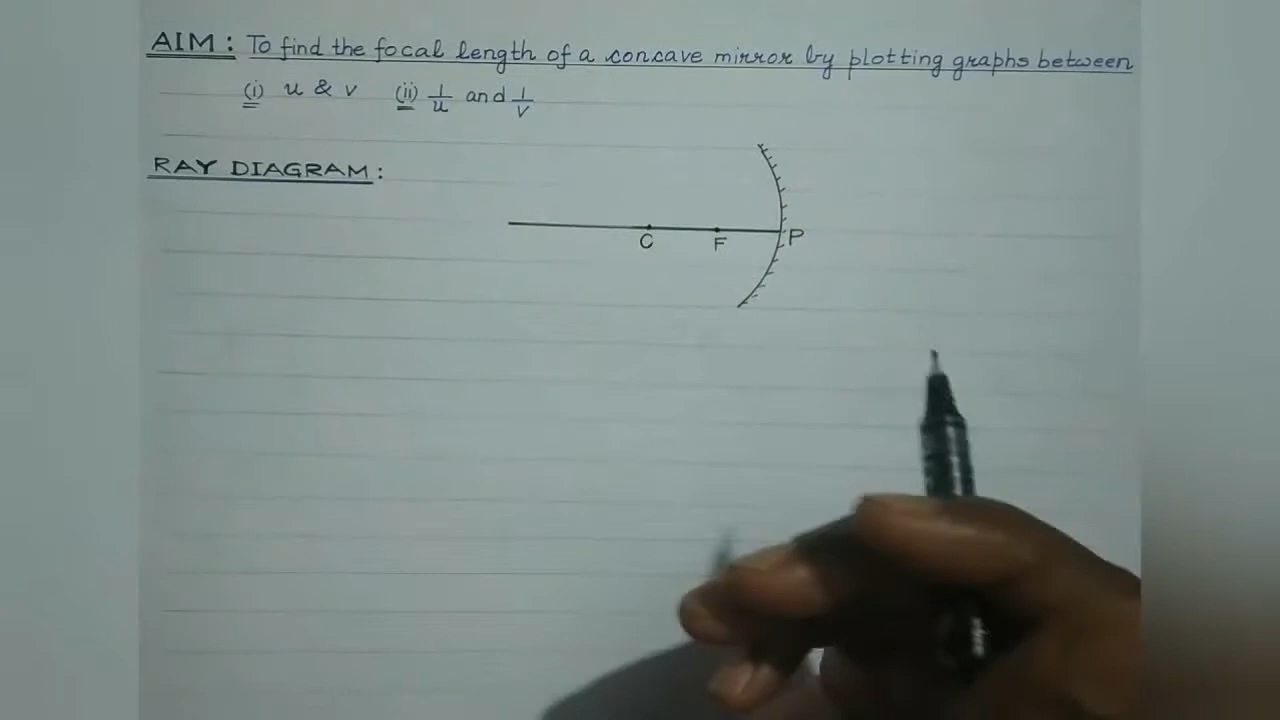 AIM: To find the focal length of a concave mirror by plotting graphs between
(i) u & v (ii) 1/u and 1/v
RAY DIAGRAM:
C F P